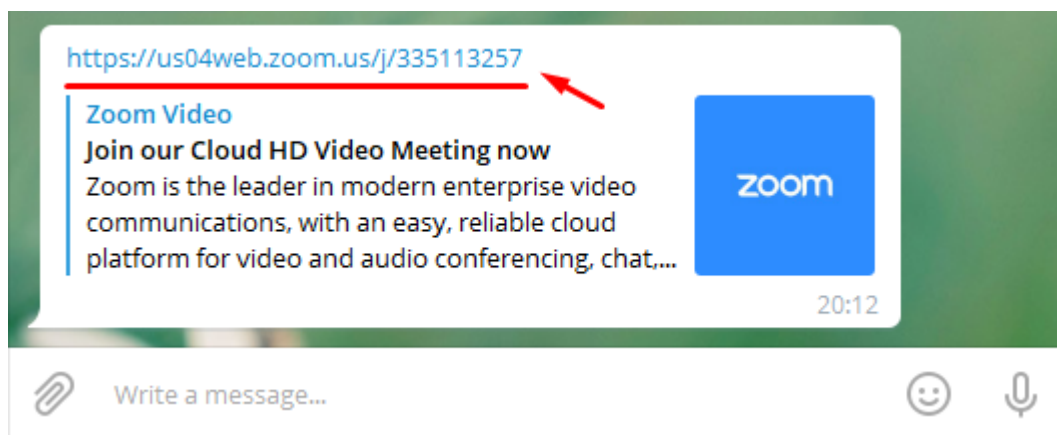 https://us04web.zoom.us/j/335113257
Zoom Video
Join our Cloud HD Video Meeting now
Zoom is the leader in modern enterprise video
communications, with an easy, reliable cloud
platform for video and audio conferencing, chat,...
zoom
20:12
Write a message...